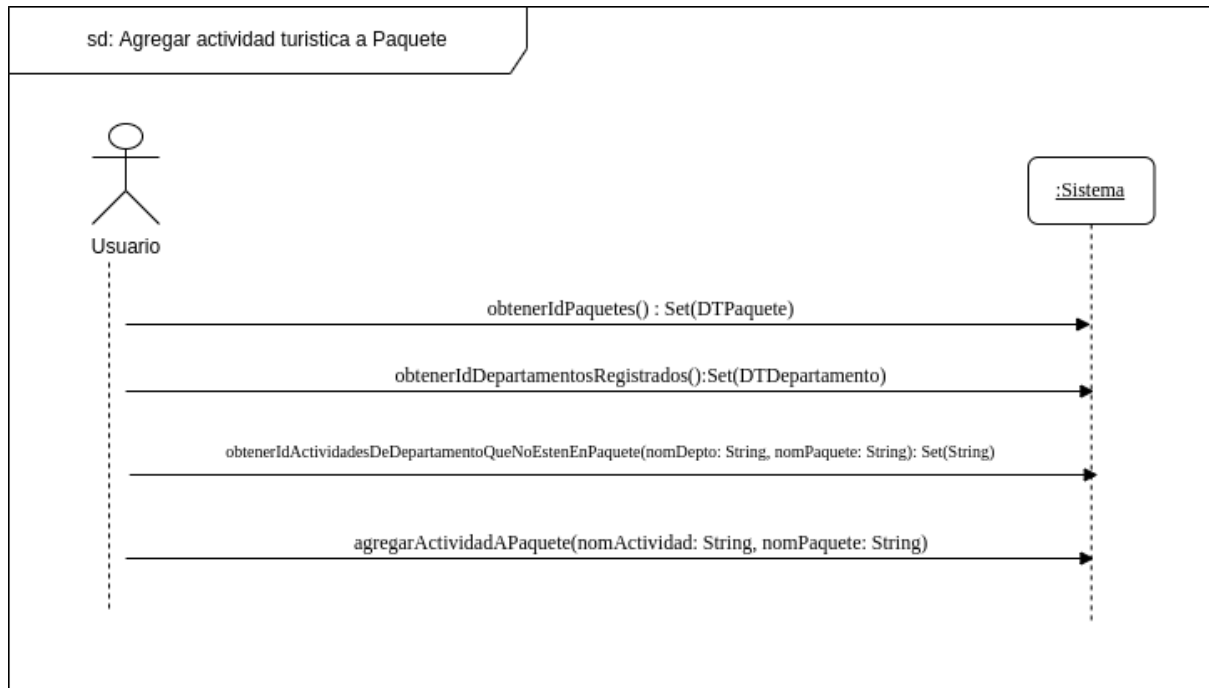 sd: Agregar actividad turistica a Paquete
:Sistema
Usuario
obtenerIdPaquetes() : Set(DTPaquete)
obtenerIdDepartamentosRegistrados():Set(DTDepartamento)
obtenerIdActividadesDeDepartamentoQueNoEstenEnPaquete(nomDepto: String, nomPaquete: String): Set(String)
agregarActividadAPaquete(nomActividad: String, nomPaquete: String)